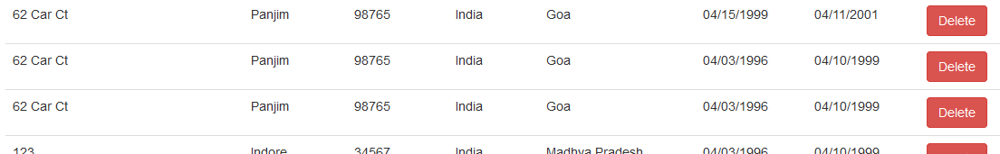 62 Car Ct Panjim 98765 India Goa 04/15/1999 04/11/2001 Delete
62 Car Ct Panjim 98765 India Goa 04/03/1996 04/10/1999 Delete
62 Car Ct Panjim 98765 India Goa 04/03/1996 04/10/1999 Delete
123 Indore 34567 India Madhya Pradesh 04/03/1996 04/10/1999